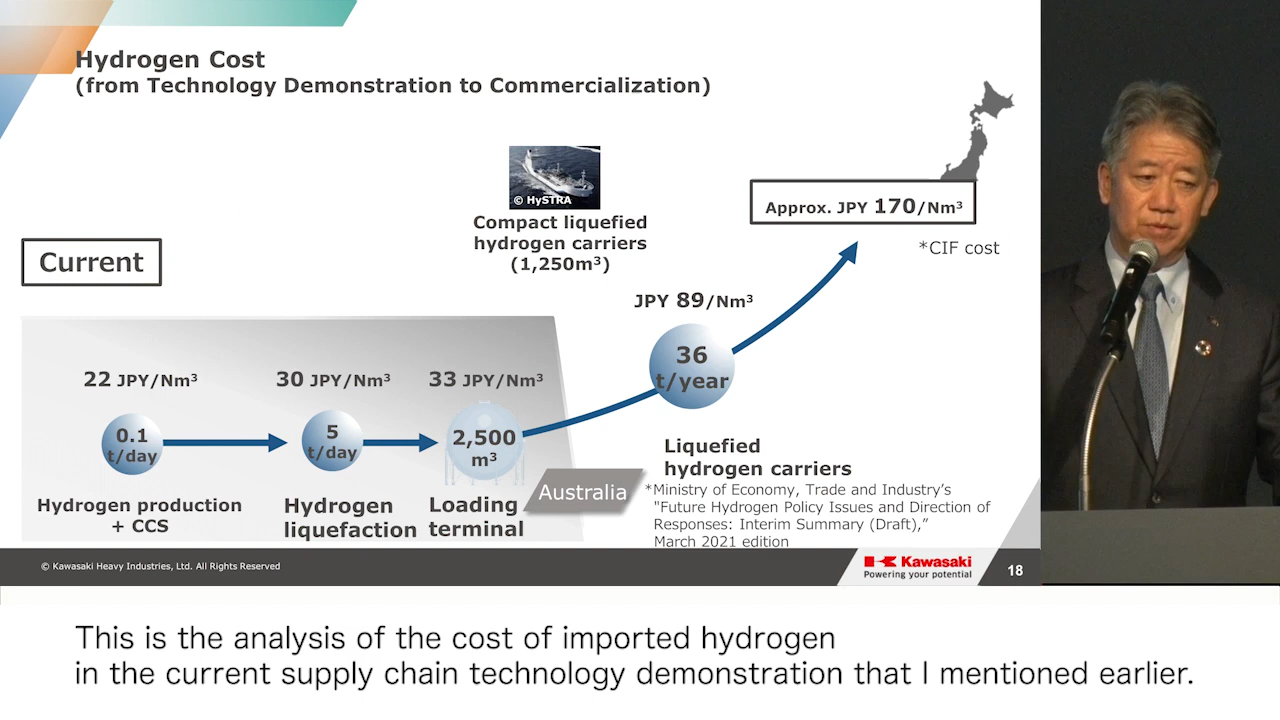 Hydrogen Cost
(from Technology Demonstration to Commercialization)
© HySTRA
Compact liquefied
hydrogen carriers
(1,250m³)
Approx. JPY 170/Nm³
*CIF cost
Current
JPY 89/Nm³
36
t/year
22 JPY/Nm³
30 JPY/Nm³
33 JPY/Nm³
0.1
t/day
5
t/day
2,500
m³
Hydrogen production
+ CCS
Hydrogen
liquefaction
Loading
terminal
Australia
Liquefied
hydrogen carriers
*Ministry of Economy, Trade and Industry’s
"Future Hydrogen Policy Issues and Direction of
Responses: Interim Summary (Draft),”
March 2021 edition
© Kawasaki Heavy Industries, Ltd. All Rights Reserved
Kawasaki
Powering your potential
18
This is the analysis of the cost of imported hydrogen
in the current supply chain technology demonstration that I mentioned earlier.